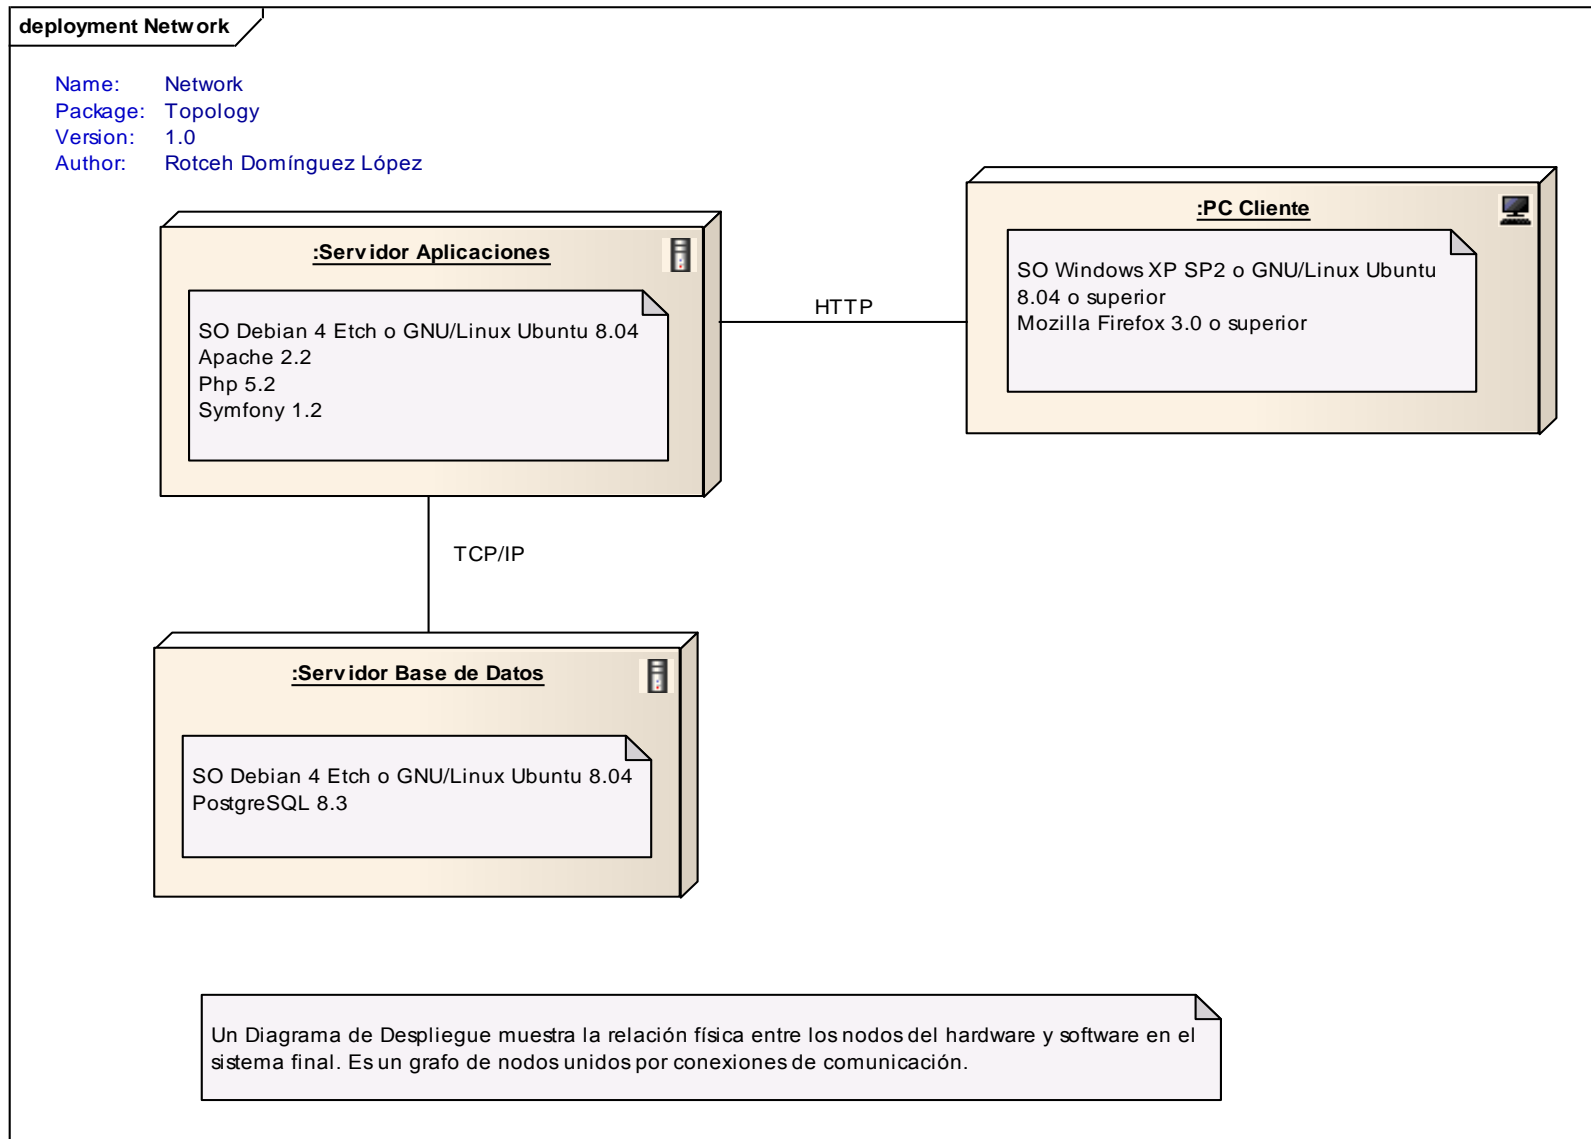 deployment Network
Name: Network
Package: Topology
Version: 1.0
Author: Rotceh Domínguez López
:PC Cliente
SO Windows XP SP2 o GNU/Linux Ubuntu
8.04 o superior
Mozilla Firefox 3.0 o superior
:Servidor Aplicaciones
SO Debian 4 Etch o GNU/Linux Ubuntu 8.04
Apache 2.2
Php 5.2
Symfony 1.2
HTTP
TCP/IP
:Servidor Base de Datos
SO Debian 4 Etch o GNU/Linux Ubuntu 8.04
PostgreSQL 8.3
Un Diagrama de Despliegue muestra la relación física entre los nodos del hardware y software en el
sistema final. Es un grafo de nodos unidos por conexiones de comunicación.